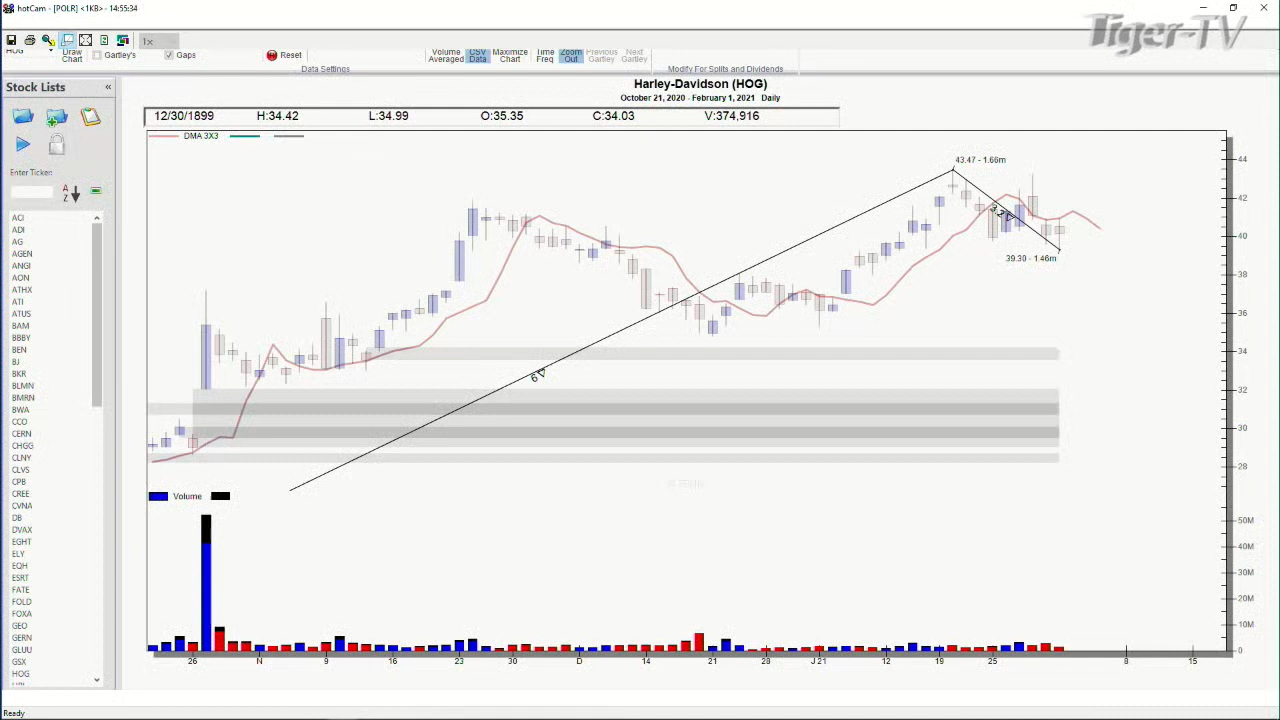 hotCam - [POLR] <1KB> - 14:55:34
Tiger-TV
1x
HOG
Draw Chart
Gartley's
Gaps
Reset
Volume Averaged
CSV Data
Maximize Chart
Time Freq
Zoom Out
Previous Gartley
Next Gartley
Data Settings
Modify For Splits and Dividends
Stock Lists «
Harley-Davidson (HOG)
October 21, 2020 - February 1, 2021 Daily
12/30/1899 H:34.42 L:34.99 O:35.35 C:34.03 V:374,916
DMA 3X3
Enter Ticker:
A Z
ACI
ADI
AG
AGEN
ANGI
AON
ATHX
ATI
ATUS
BAM
BBBY
BEN
BJ
BKR
BLMN
BMRN
BWA
CCO
CERN
CHGG
CLNY
CLVS
CPB
CREE
CVNA
DB
DVAX
EGHT
ELY
EQH
ESRT
FATE
FOLD
FOXA
GEO
GERN
GLUU
GSX
HOG
43.47 - 1.66m
39.30 - 1.46m
44
42
40
38
36
34
32
30
28
Volume
50M
40M
30M
20M
10M
0
26 N 9 16 23 30 D 14 21 28 J 21 12 19 25 8 15
Ready